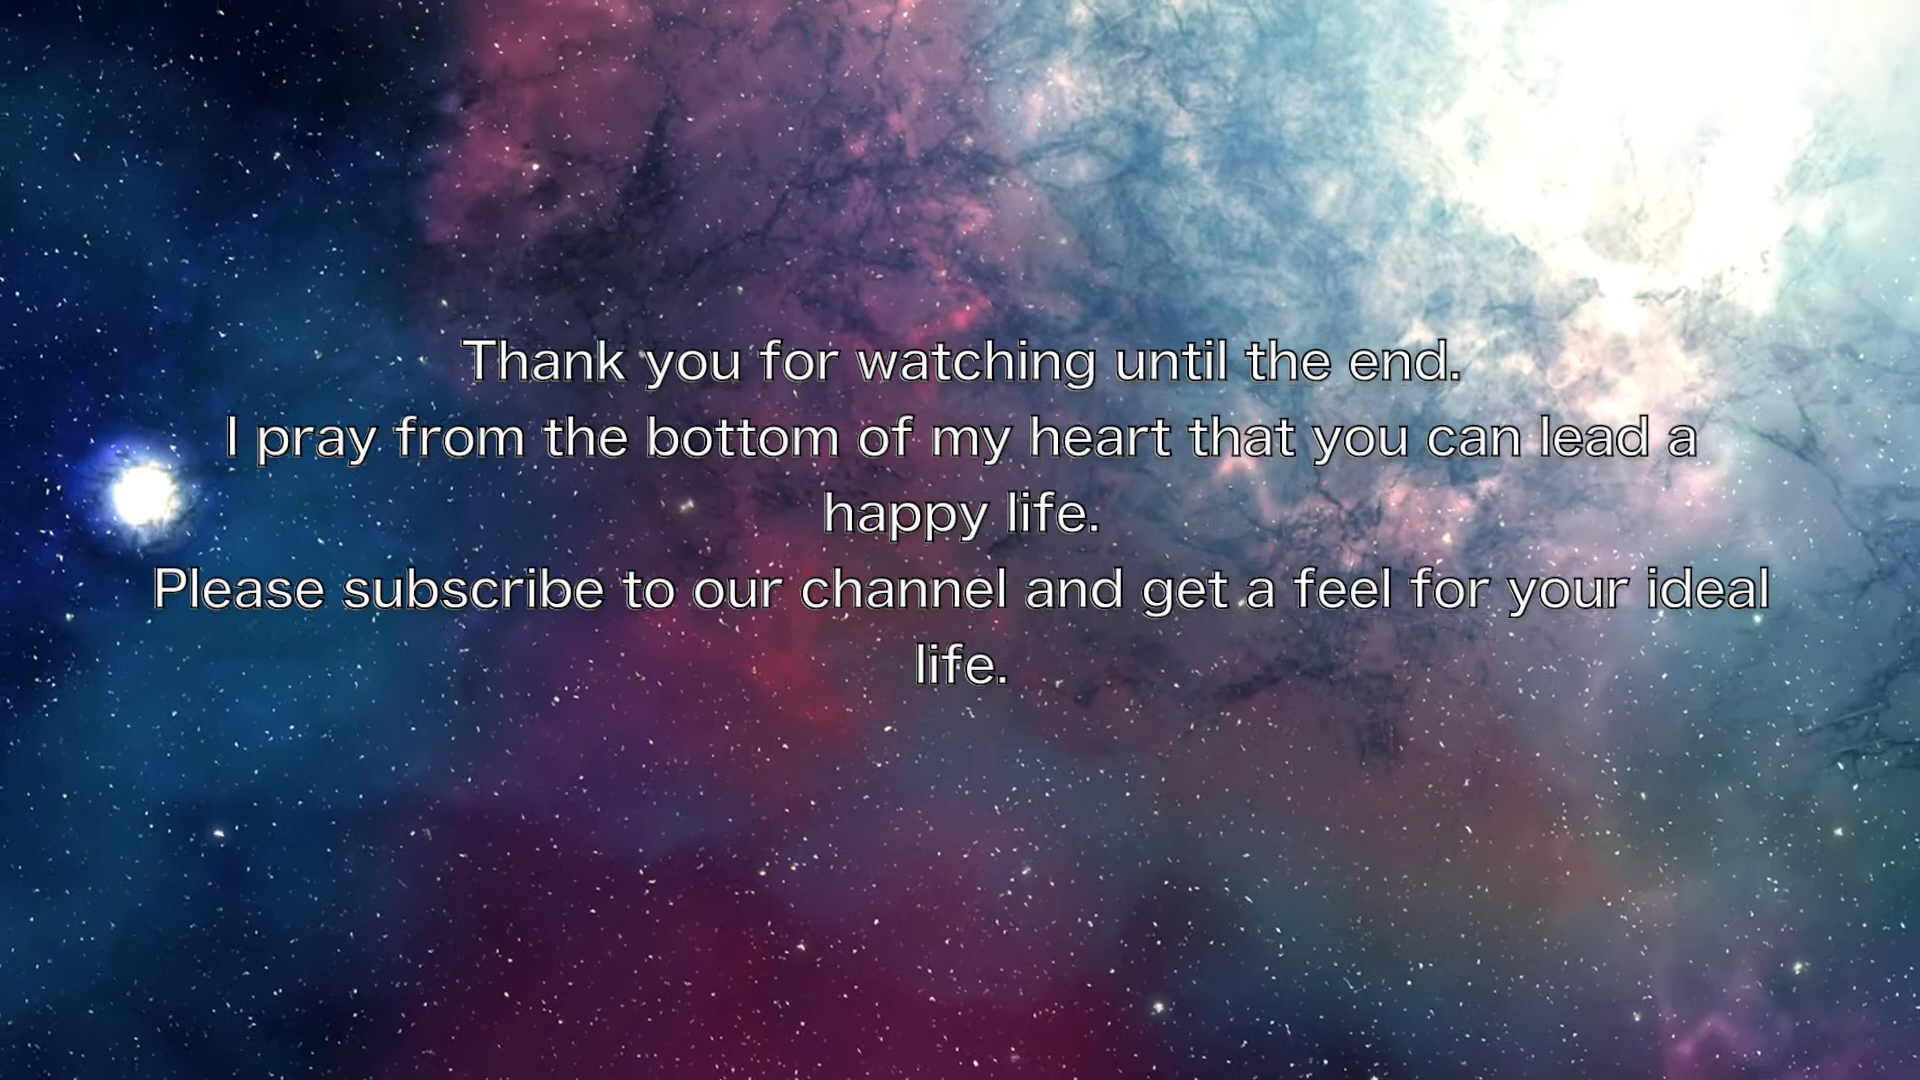 Thank you for watching until the end.
I pray from the bottom of my heart that you can lead a
happy life.
Please subscribe to our channel and get a feel for your ideal
life.